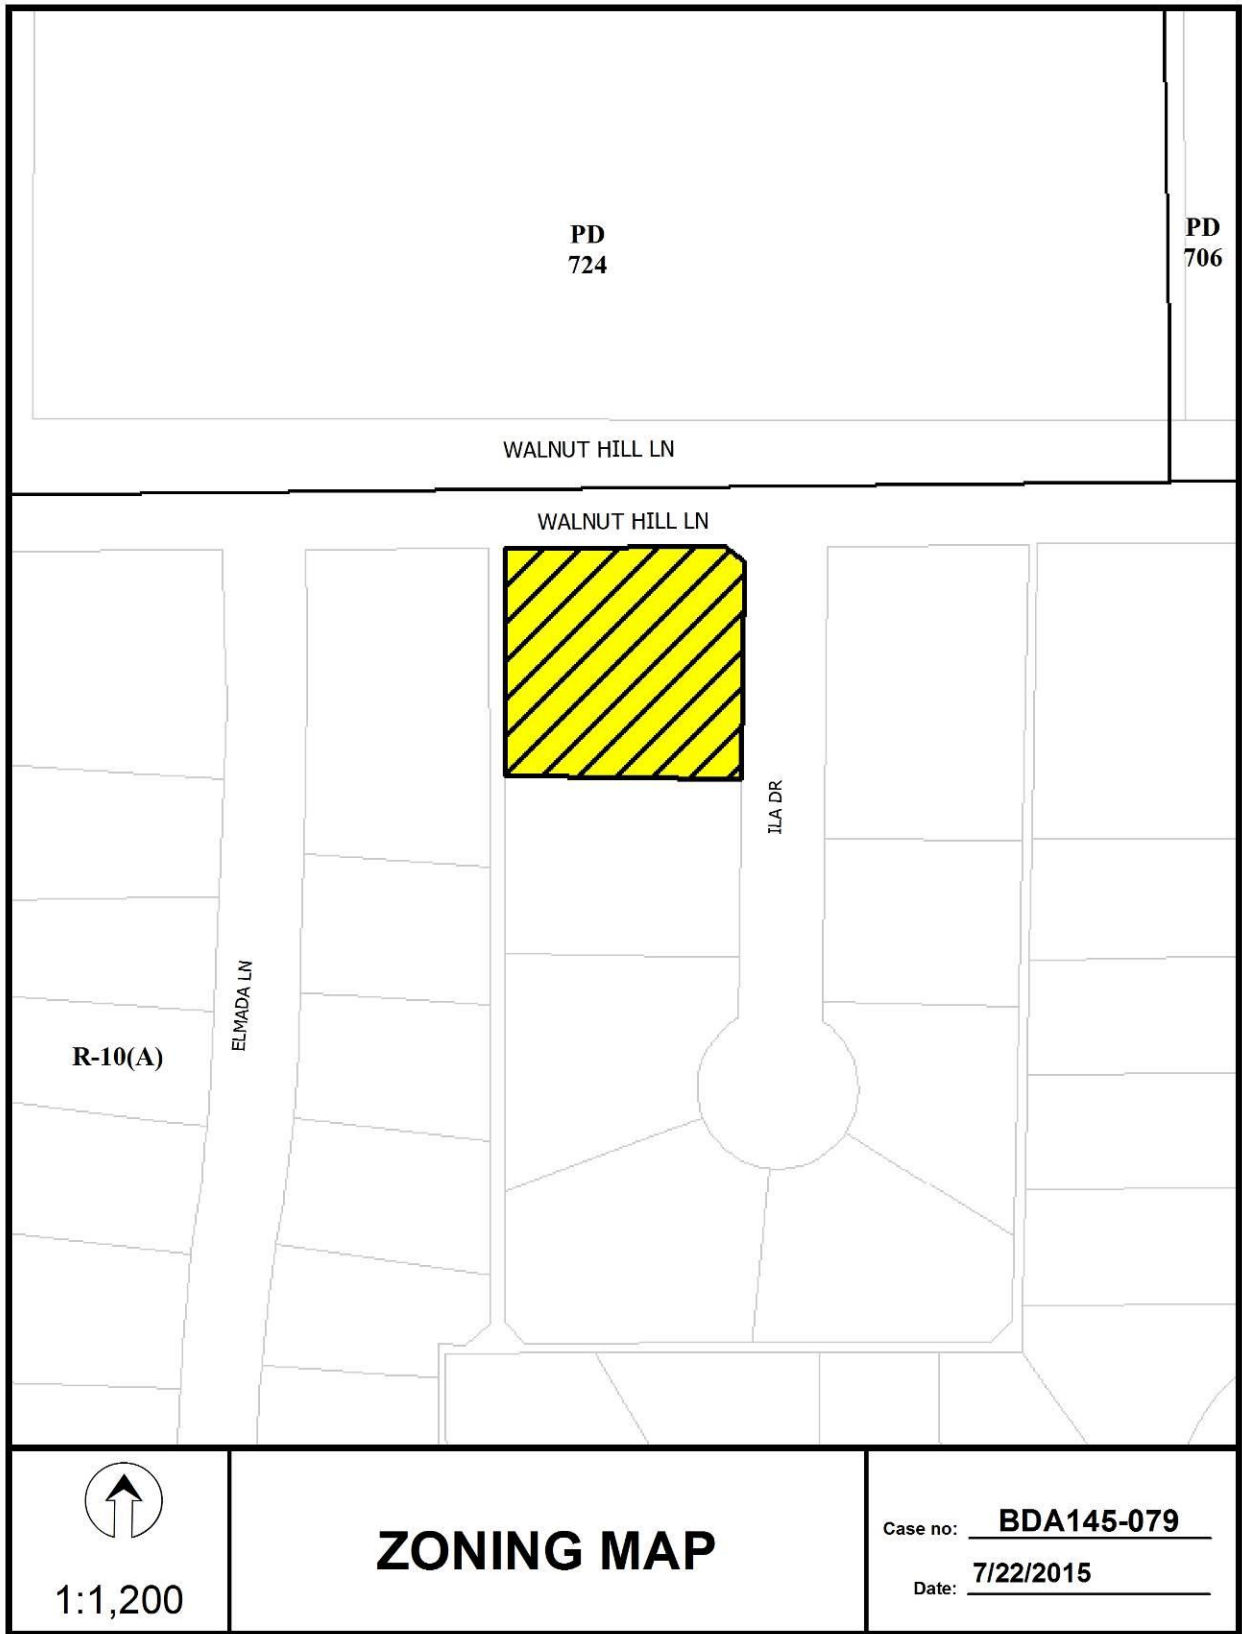 PD
724
PD
706
WALNUT HILL LN
WALNUT HILL LN
ILA DR
ELMADA LN
R-10(A)
1:1,200
ZONING MAP
Case no: BDA145-079
Date: 7/22/2015